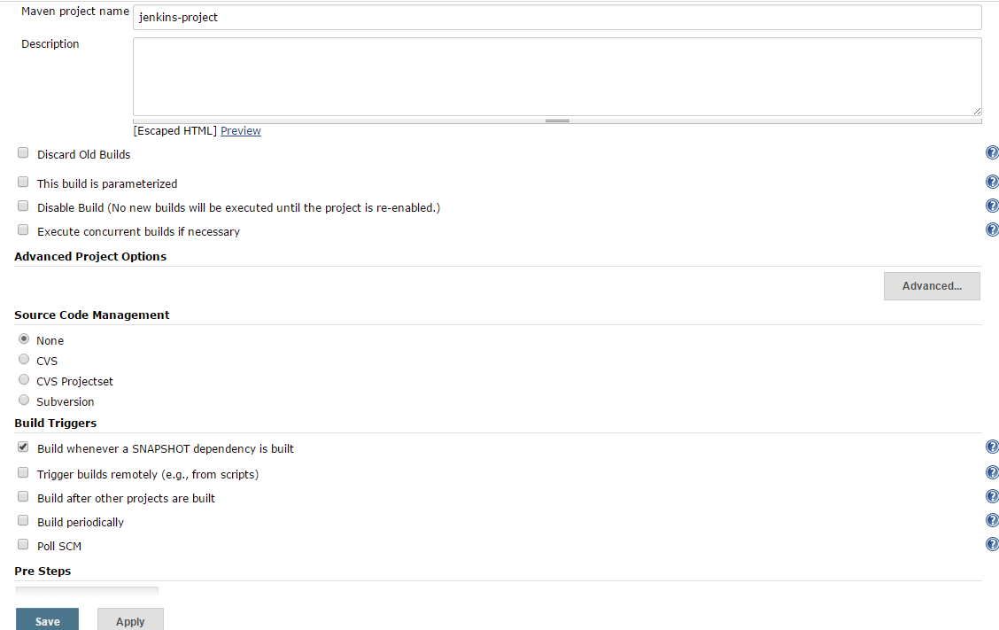 Maven project name jenkins-project
Description
[Escaped HTML] Preview
Discard Old Builds
This build is parameterized
Disable Build (No new builds will be executed until the project is re-enabled.)
Execute concurrent builds if necessary
Advanced Project Options
Advanced...
Source Code Management
None
CVS
CVS Projectset
Subversion
Build Triggers
Build whenever a SNAPSHOT dependency is built
Trigger builds remotely (e.g., from scripts)
Build after other projects are built
Build periodically
Poll SCM
Pre Steps
Save Apply